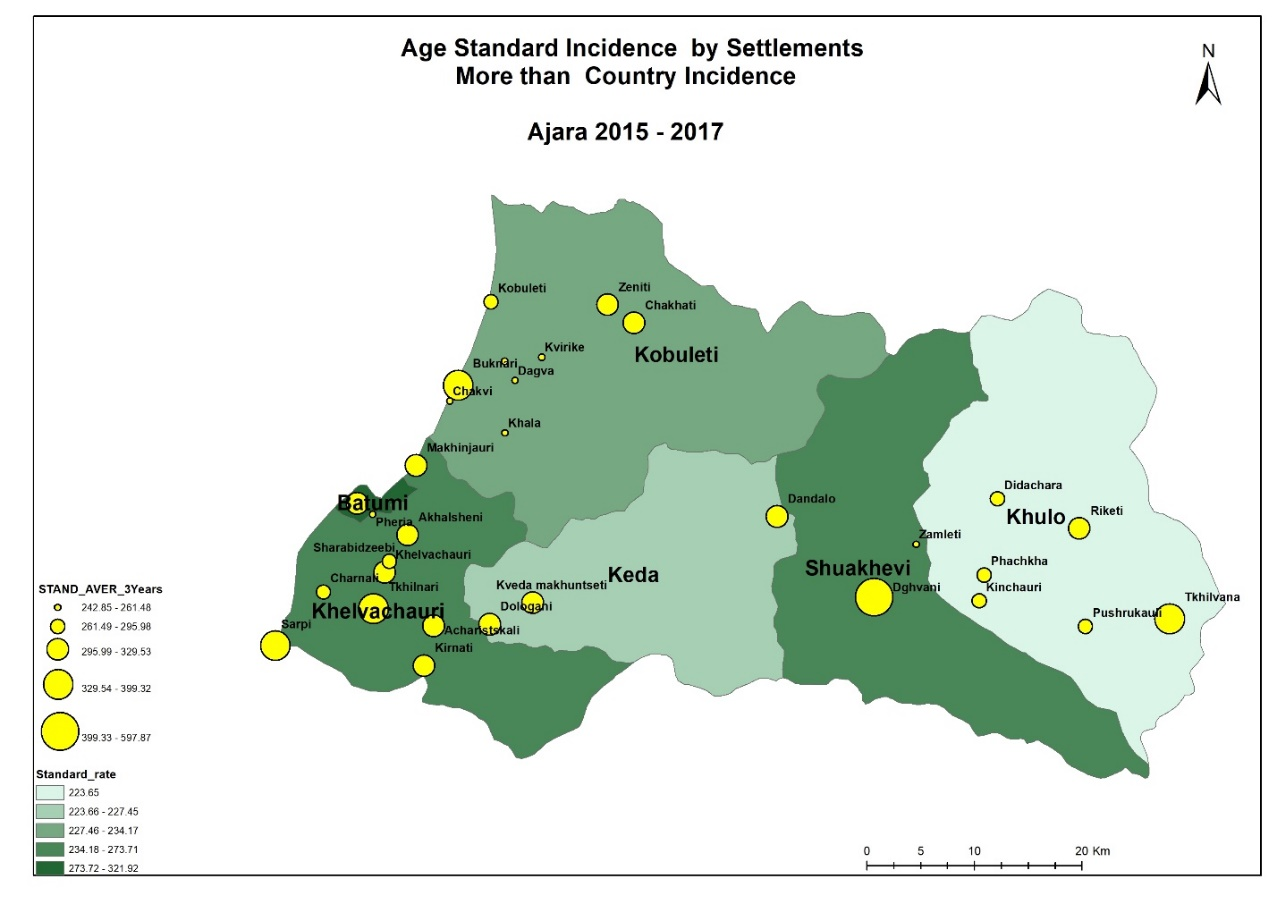 Age Standard Incidence by Settlements
More than Country Incidence
Ajara 2015 - 2017
N
Kobuleti
Zeniti
Chakhati
Kvirike
Kobuleti
Buknari
Dagva
Chakvi
Khala
Makhinjauri
Didachara
Dandalo
Batumi
Riketi
Pheria
Akhalsheni
Khulo
Zamleti
Sharabidzeebi
Khelvachauri
Phachkha
Shuakhevi
Keda
Charnali
Tkhilnari
Kveda makhuntseti
Dghvani
Kinchauri
Tkhilvana
Khelvachauri
Dologani
Pushrukauli
Sarpi
Acharistskali
Kirnati
STAND_AVER_3Years
242.85 - 261.48
261.49 - 295.98
295.99 - 329.53
329.54 - 399.32
399.33 - 597.87
Standard_rate
223.65
223.66 - 227.45
227.46 - 234.17
234.18 - 273.71
273.72 - 321.92
0 5 10 20 Km